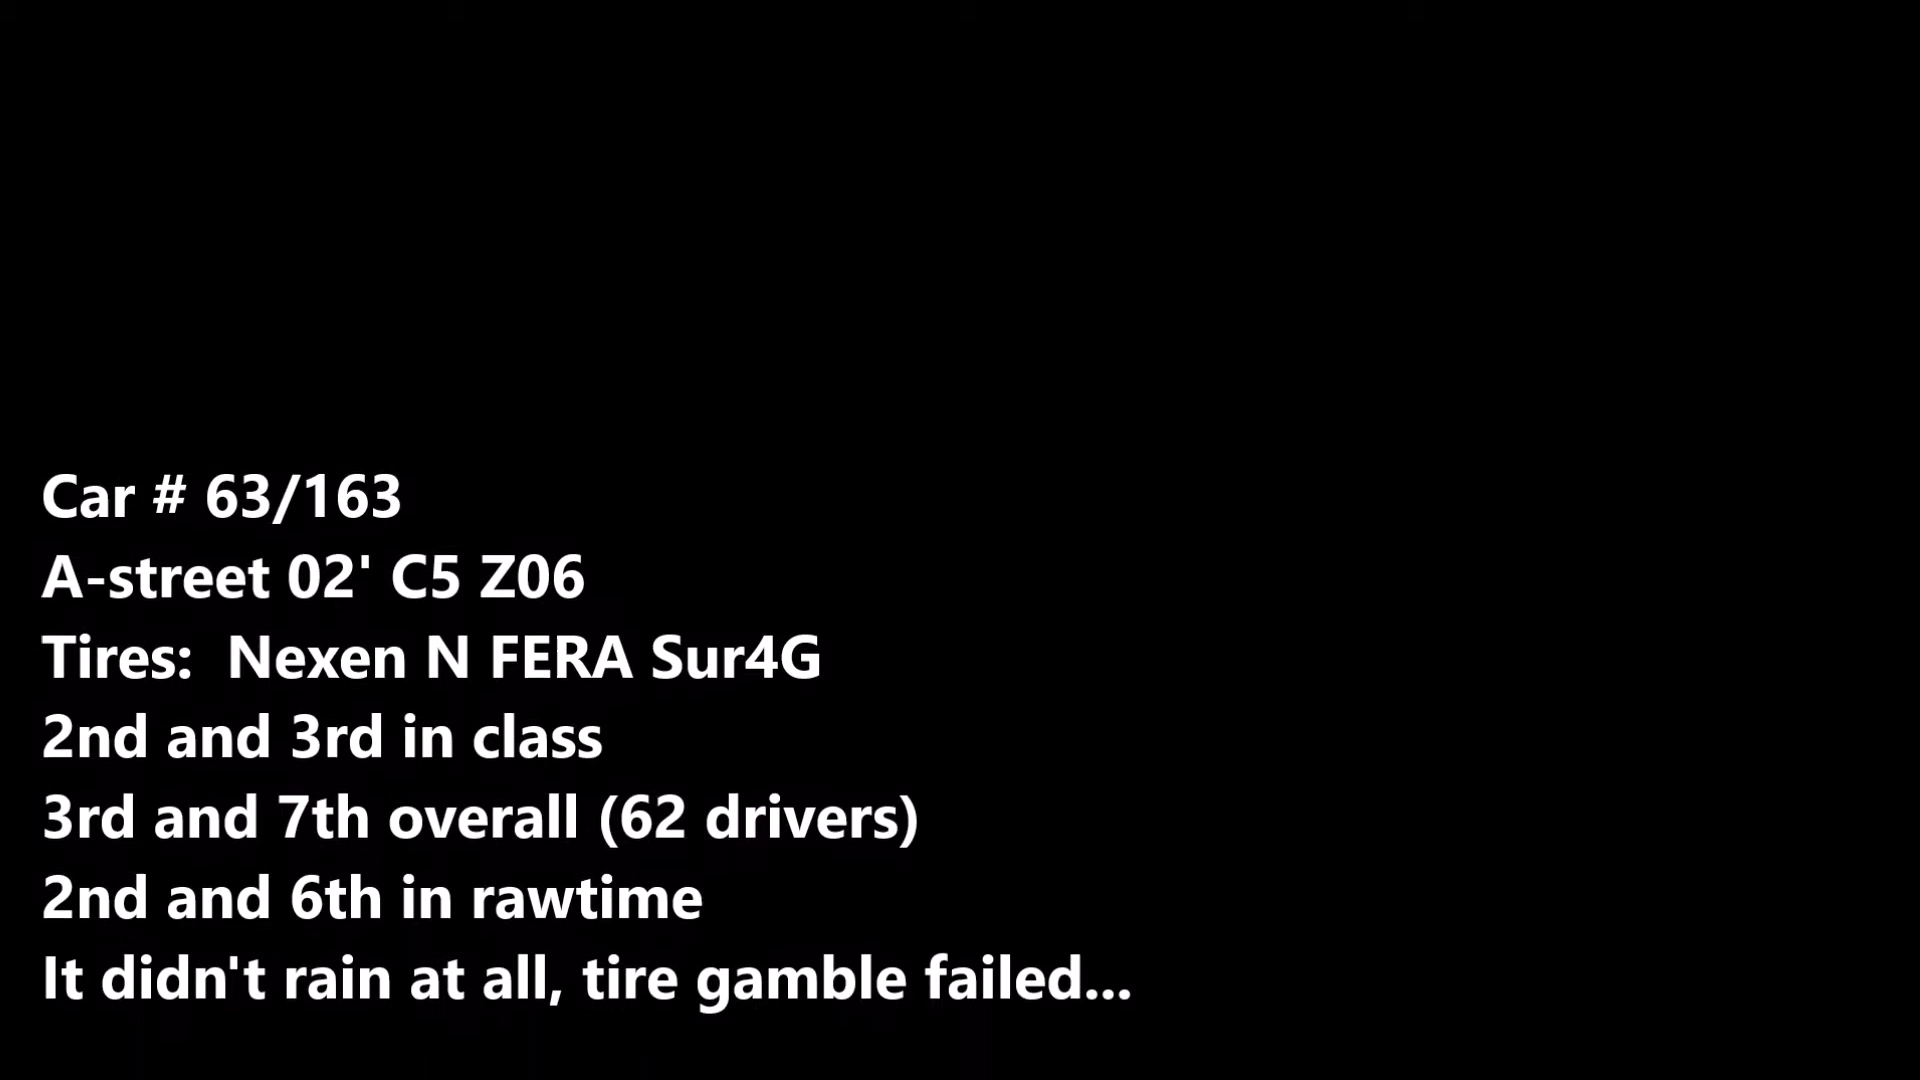 Car # 63/163
A-street 02' C5 Z06
Tires:  Nexen N FERA Sur4G
2nd and 3rd in class
3rd and 7th overall (62 drivers)
2nd and 6th in rawtime
It didn't rain at all, tire gamble failed...